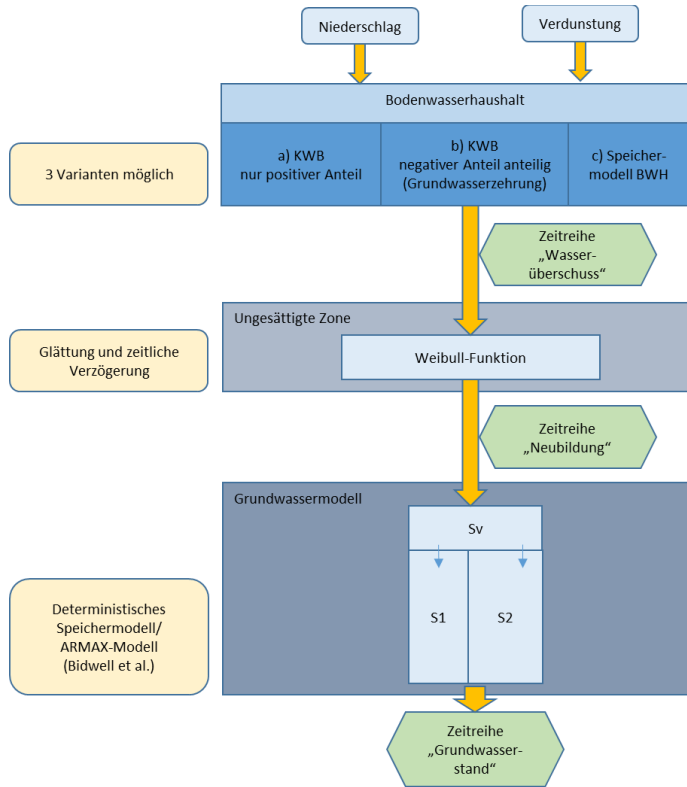 Niederschlag
Verdunstung
Bodenwasserhaushalt
3 Varianten möglich
a) KWB
nur positiver Anteil
b) KWB
negativer Anteil anteilig
(Grundwasserzehrung)
c) Speicher-
modell BWH
Zeitreihe
„Wasser-
überschuss“
Ungesättigte Zone
Glättung und zeitliche
Verzögerung
Weibull-Funktion
Zeitreihe
„Neubildung“
Grundwassermodell
Sv
S1
S2
Deterministisches
Speichermodell/
ARMAX-Modell
(Bidwell et al.)
Zeitreihe
„Grundwasser-
stand“